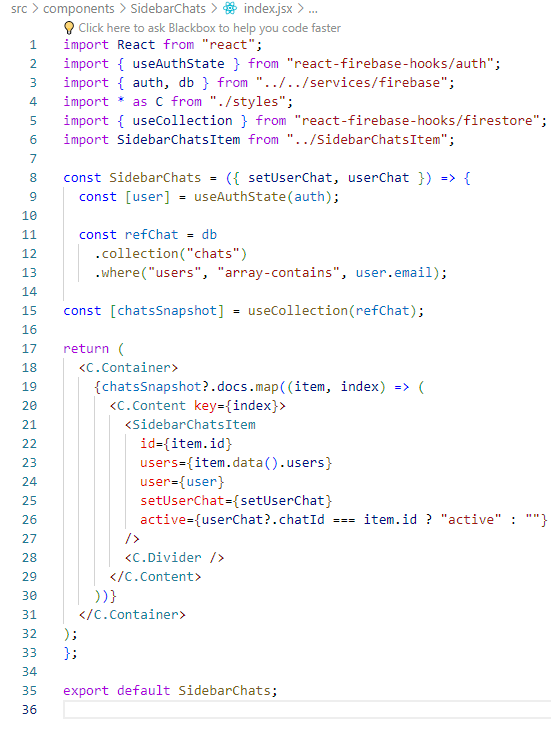 src > components > SidebarChats > index.jsx > ...
Click here to ask Blackbox to help you code faster
1 import React from "react";
2 import { useAuthState } from "react-firebase-hooks/auth";
3 import { auth, db } from "../../services/firebase";
4 import * as C from "./styles";
5 import { useCollection } from "react-firebase-hooks/firestore";
6 import SidebarChatsItem from "../SidebarChatsItem";
7
8 const SidebarChats = ({ setUserChat, userChat }) => {
9   const [user] = useAuthState(auth);
10
11   const refChat = db
12     .collection("chats")
13     .where("users", "array-contains", user.email);
14
15 const [chatsSnapshot] = useCollection(refChat);
16
17 return (
18   <C.Container>
19     {chatsSnapshot?.docs.map((item, index) => (
20       <C.Content key={index}>
21         <SidebarChatsItem
22           id={item.id}
23           users={item.data().users}
24           user={user}
25           setUserChat={setUserChat}
26           active={userChat?.chatId === item.id ? "active" : ""}
27         />
28         <C.Divider />
29       </C.Content>
30     ))}
31   </C.Container>
32 );
33 };
34
35 export default SidebarChats;
36